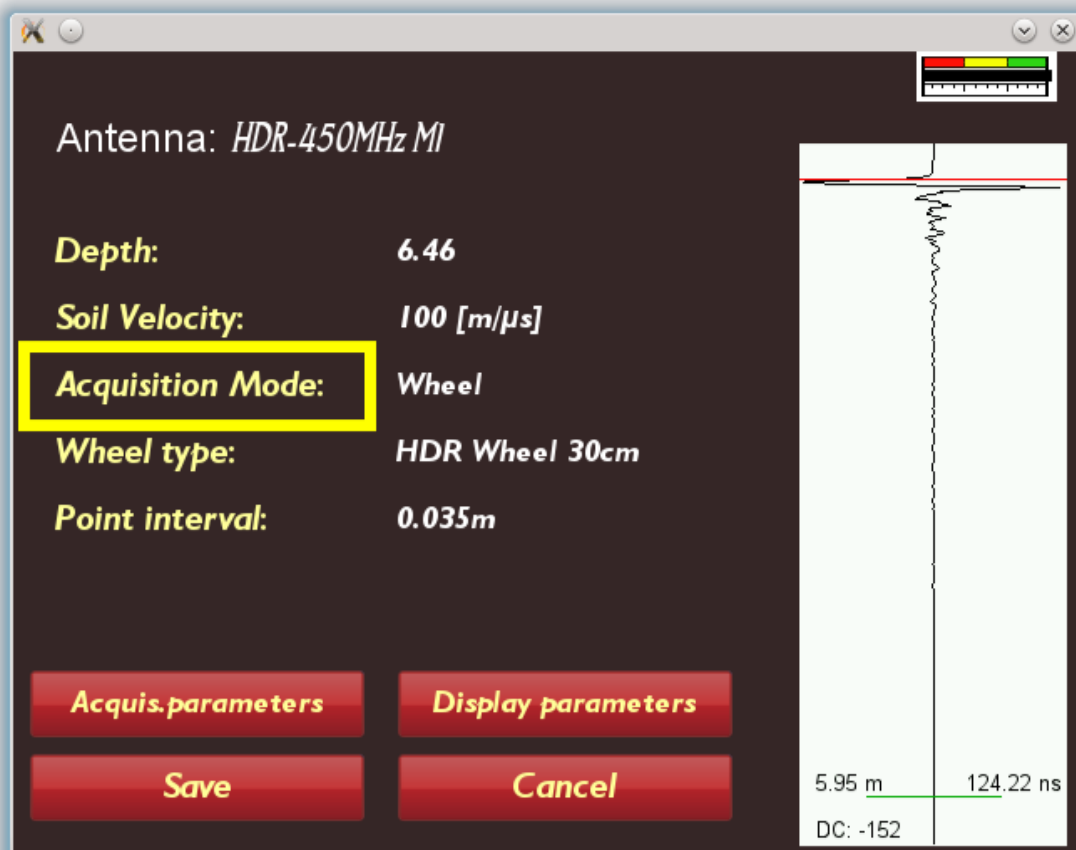 Antenna: HDR-450MHz M1
Depth: 6.46
Soil Velocity: 100 [m/µs]
Acquisition Mode: Wheel
Wheel type: HDR Wheel 30cm
Point interval: 0.035m
Acquis.parameters Display parameters
Save Cancel
5.95 m 124.22 ns
DC: -152